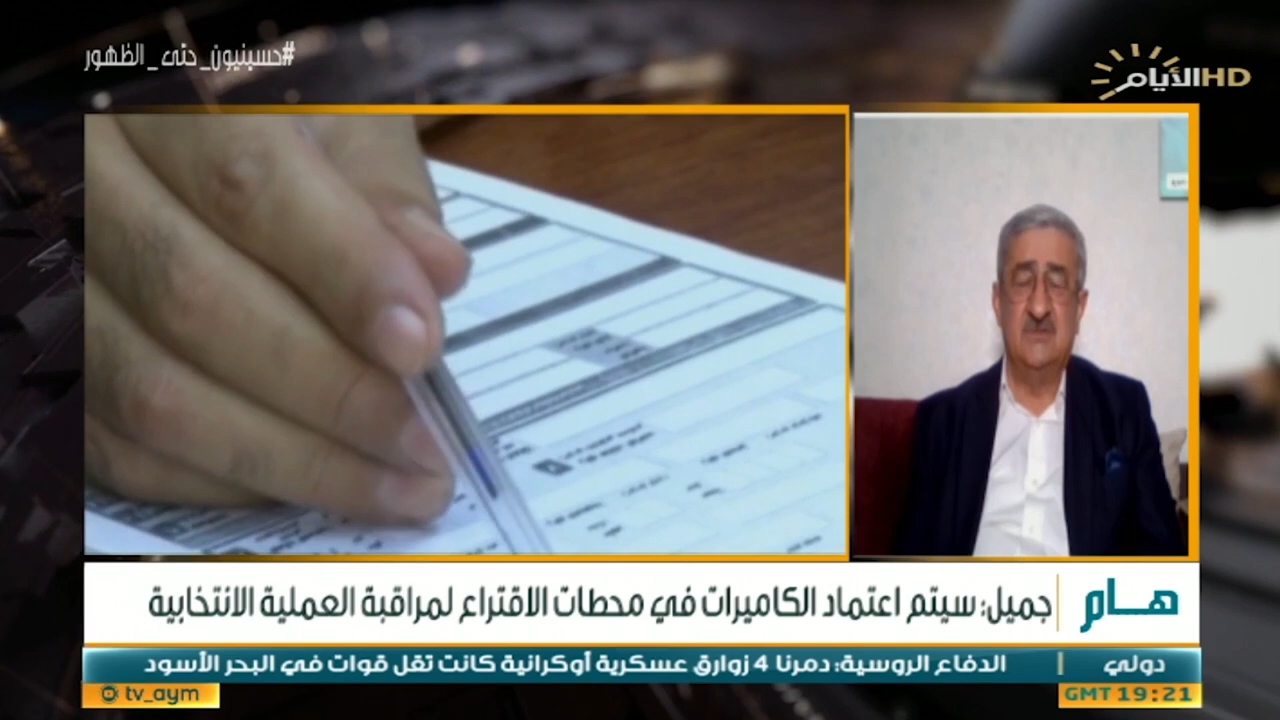 #حسينيون_حتى_الظهور
الأيام HD
هام
جميل: سيتم اعتماد الكاميرات في محطات الاقتراع لمراقبة العملية الانتخابية
دولي | الدفاع الروسية: دمرنا 4 زوارق عسكرية أوكرانية كانت تقل قوات في البحر الأسود
tv_aym
GMT 19:21